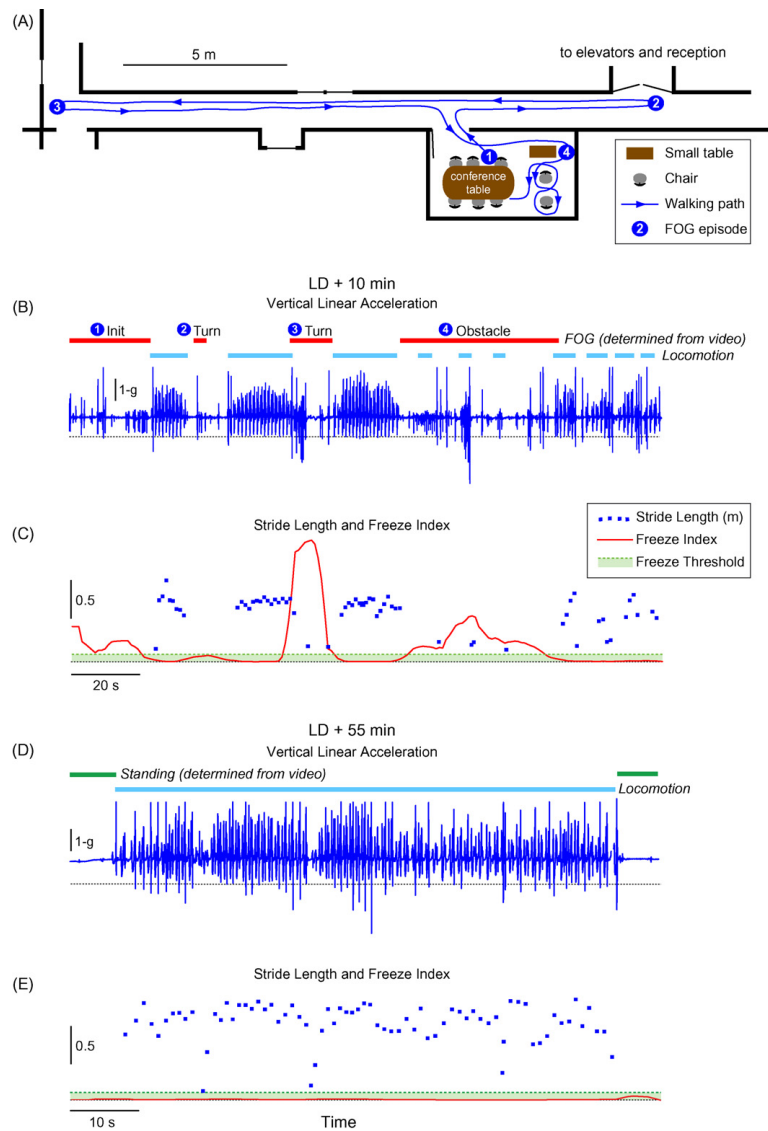 (A)
5 m
to elevators and reception
3
2
1
4
conference
table
Small table
Chair
Walking path
2 FOG episode
LD + 10 min
(B)
Vertical Linear Acceleration
1 Init
2 Turn
3 Turn
4 Obstacle
FOG (determined from video)
Locomotion
1-g
(C)
Stride Length and Freeze Index
Stride Length (m)
Freeze Index
Freeze Threshold
0.5
20 s
LD + 55 min
(D)
Vertical Linear Acceleration
Standing (determined from video)
Locomotion
1-g
(E)
Stride Length and Freeze Index
0.5
10 s
Time